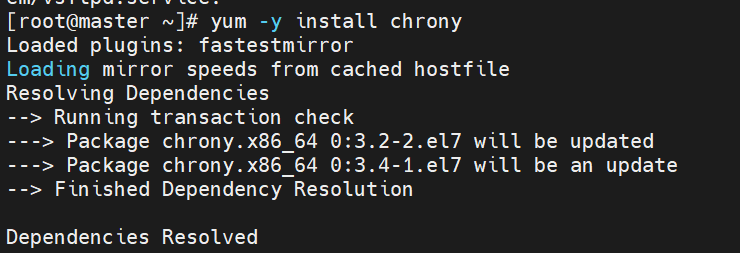 [root@master ~]# yum -y install chrony
Loaded plugins: fastestmirror
Loading mirror speeds from cached hostfile
Resolving Dependencies
--> Running transaction check
---> Package chrony.x86_64 0:3.2-2.el7 will be updated
---> Package chrony.x86_64 0:3.4-1.el7 will be an update
--> Finished Dependency Resolution
Dependencies Resolved